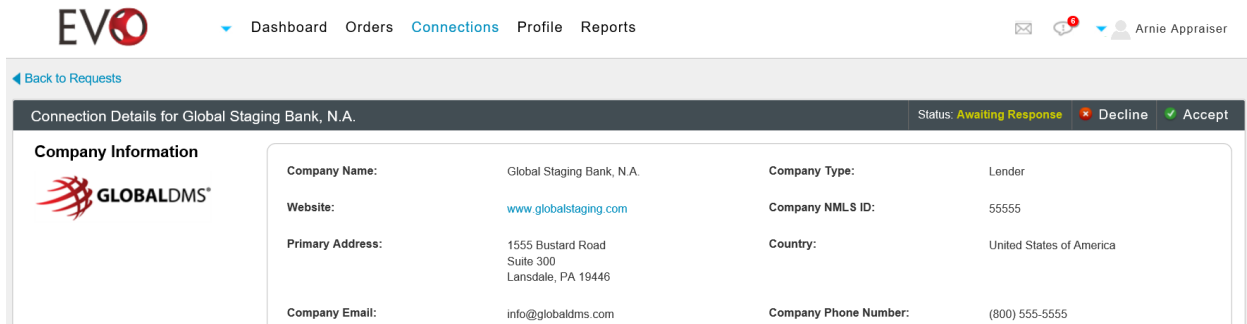 EVO
Dashboard Orders Connections Profile Reports
6
Arnie Appraiser
Back to Requests
Connection Details for Global Staging Bank, N.A.
Status: Awaiting Response Decline Accept
Company Information
GLOBALDMS®
Company Name: Global Staging Bank, N.A. Company Type: Lender
Website: www.globalstaging.com Company NMLS ID: 55555
Primary Address: 1555 Bustard Road Country: United States of America
Suite 300
Lansdale, PA 19446
Company Email: info@globaldms.com Company Phone Number: (800) 555-5555